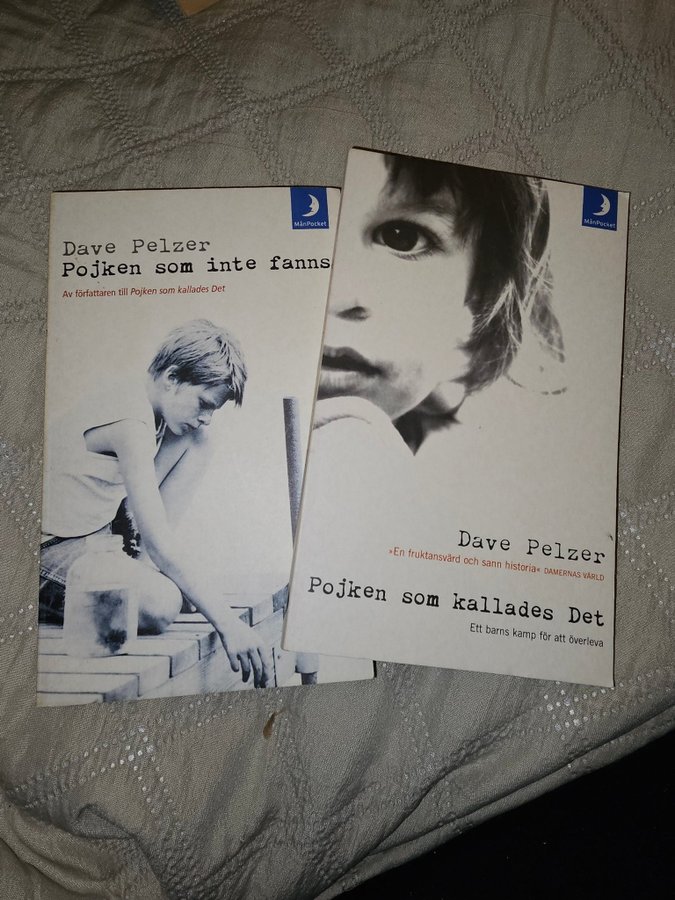 MånPocket
Dave Pelzer
Pojken som inte fanns
Av författaren till Pojken som kallades Det
MånPocket
Dave Pelzer
»En fruktansvärd och sann historia« DAMERNAS VÄRLD
Pojken som kallades Det
Ett barns kamp för att överleva